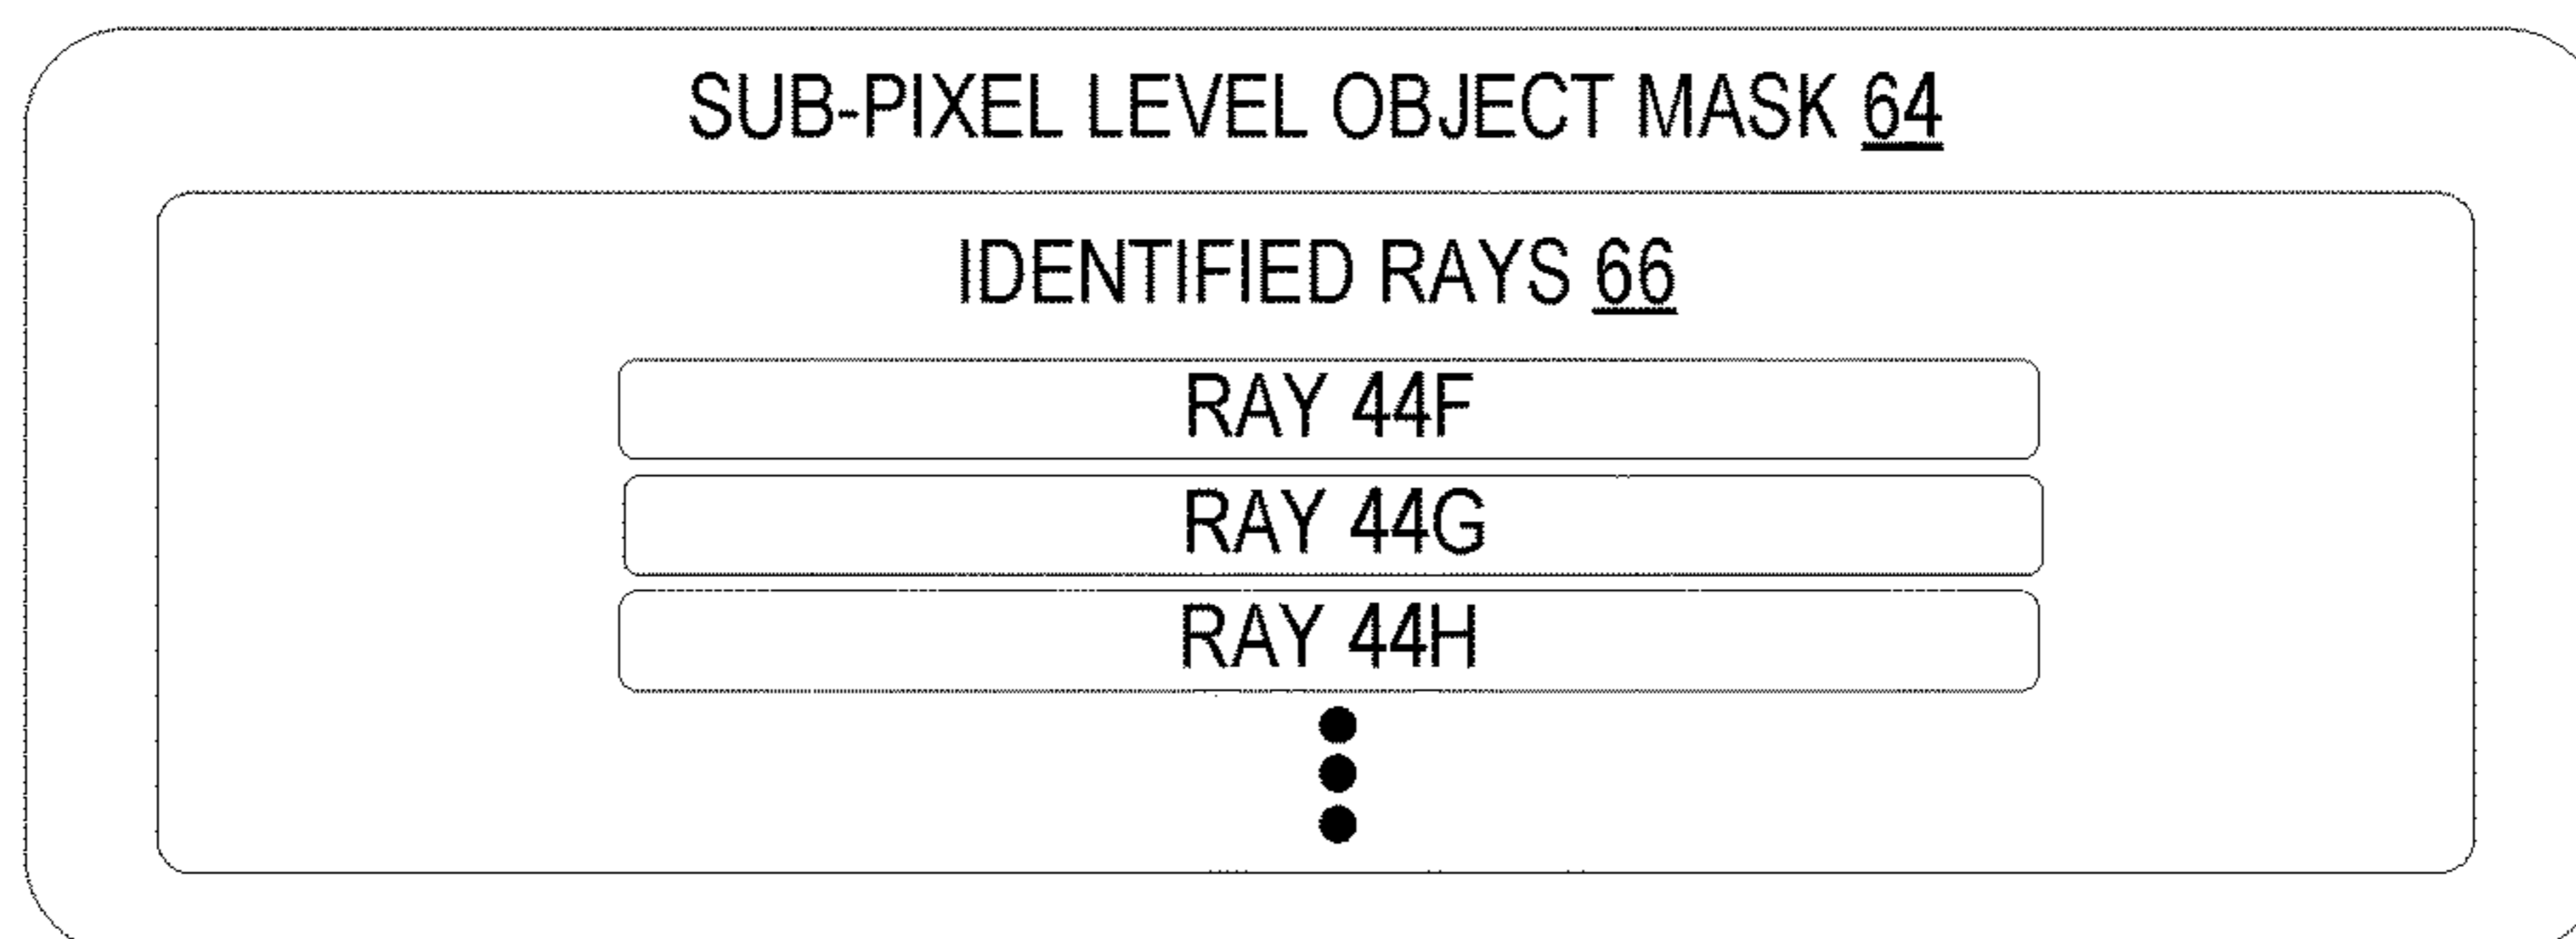 SUB-PIXEL LEVEL OBJECT MASK 64
IDENTIFIED RAYS 66
RAY 44F
RAY 44G
RAY 44H